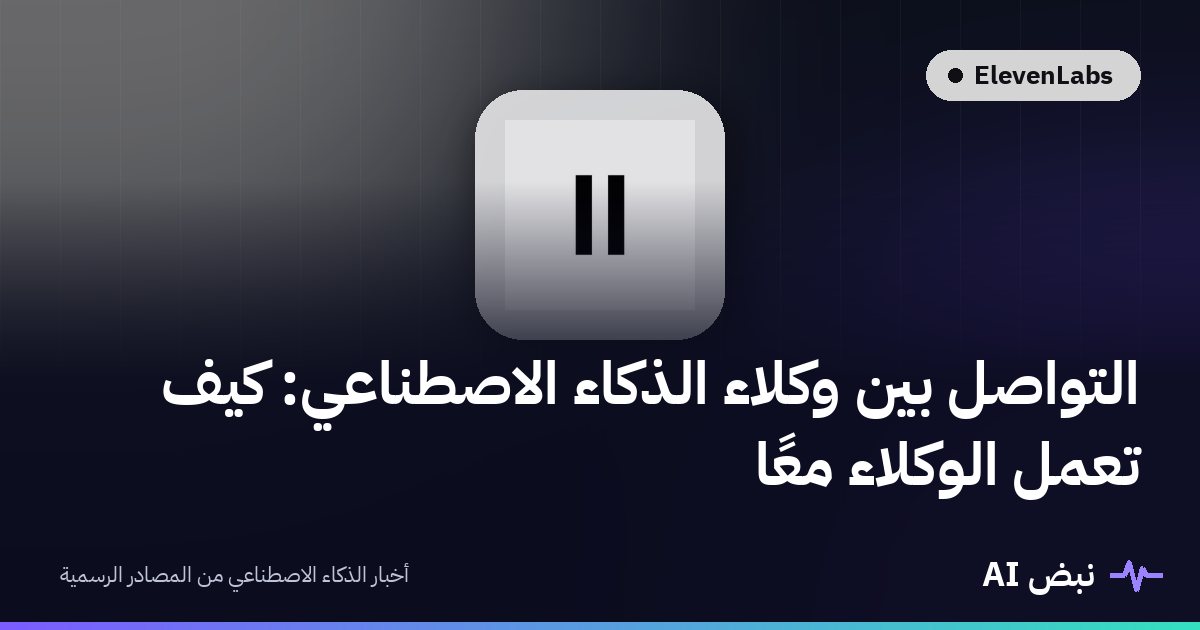 ElevenLabs
التواصل بين وكلاء الذكاء الاصطناعي: كيف
تعمل الوكلاء معًا
نبض AI
أخبار الذكاء الاصطناعي من المصادر الرسمية